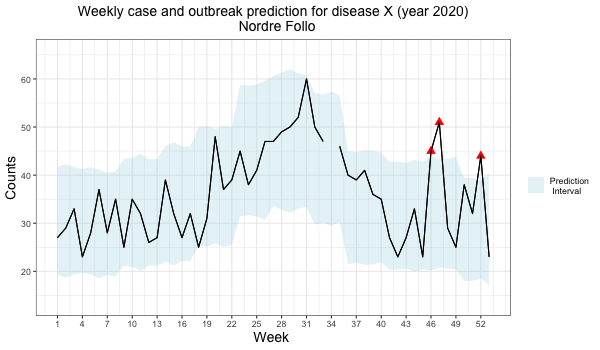 Weekly case and outbreak prediction for disease X (year 2020)
Nordre Follo
Counts
60
50
40
30
20
1 4 7 10 13 16 19 22 25 28 31 34 37 40 43 46 49 52
Week
Prediction
Interval